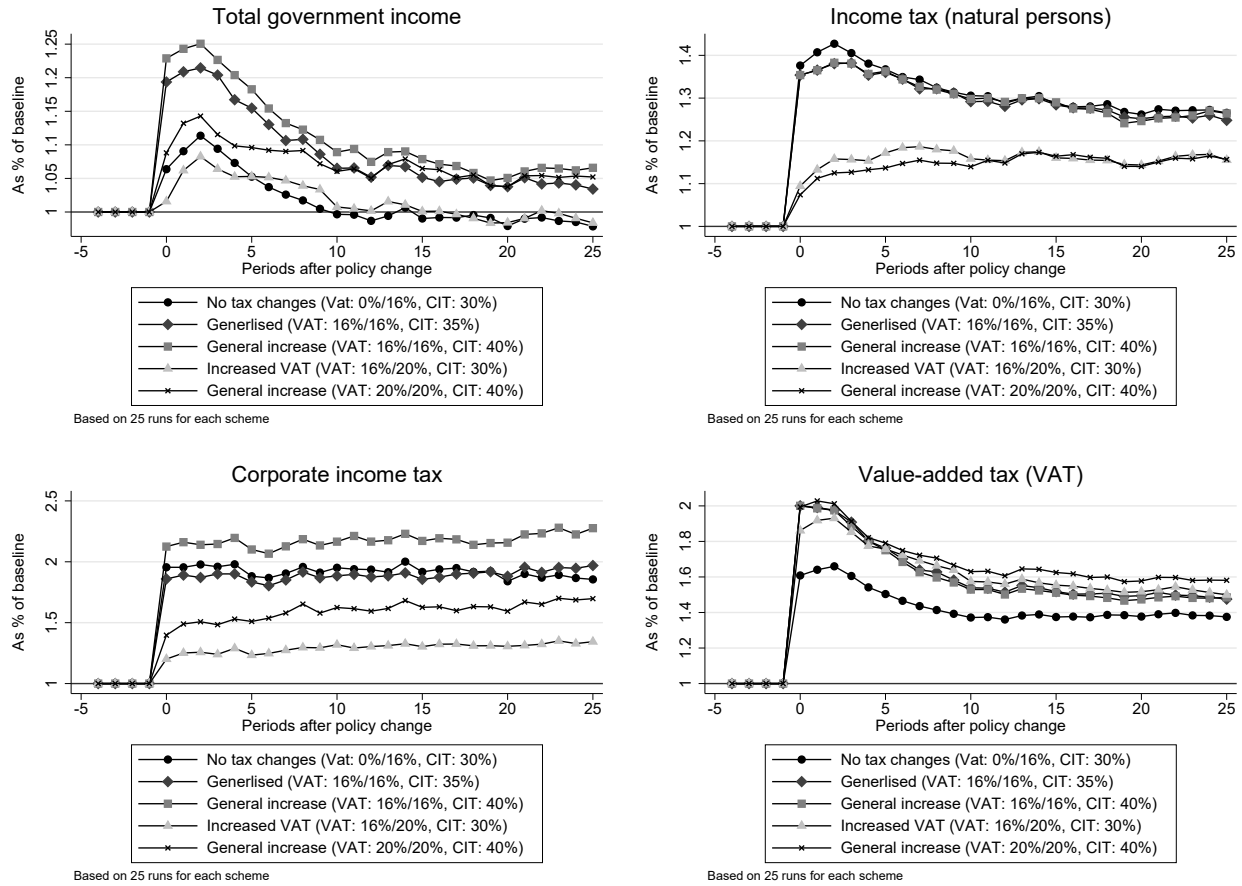 Total government income
As % of baseline
1 1.05 1.1 1.15 1.2 1.25
-5 0 5 10 15 20 25
Periods after policy change
No tax changes (Vat: 0%/16%, CIT: 30%)
Generlised (VAT: 16%/16%, CIT: 35%)
General increase (VAT: 16%/16%, CIT: 40%)
Increased VAT (VAT: 16%/20%, CIT: 30%)
General increase (VAT: 20%/20%, CIT: 40%)
Based on 25 runs for each scheme
Income tax (natural persons)
As % of baseline
1 1.1 1.2 1.3 1.4
-5 0 5 10 15 20 25
Periods after policy change
No tax changes (Vat: 0%/16%, CIT: 30%)
Generlised (VAT: 16%/16%, CIT: 35%)
General increase (VAT: 16%/16%, CIT: 40%)
Increased VAT (VAT: 16%/20%, CIT: 30%)
General increase (VAT: 20%/20%, CIT: 40%)
Based on 25 runs for each scheme
Corporate income tax
As % of baseline
1 1.5 2 2.5
-5 0 5 10 15 20 25
Periods after policy change
No tax changes (Vat: 0%/16%, CIT: 30%)
Generlised (VAT: 16%/16%, CIT: 35%)
General increase (VAT: 16%/16%, CIT: 40%)
Increased VAT (VAT: 16%/20%, CIT: 30%)
General increase (VAT: 20%/20%, CIT: 40%)
Based on 25 runs for each scheme
Value-added tax (VAT)
As % of baseline
1 1.2 1.4 1.6 1.8 2
-5 0 5 10 15 20 25
Periods after policy change
No tax changes (Vat: 0%/16%, CIT: 30%)
Generlised (VAT: 16%/16%, CIT: 35%)
General increase (VAT: 16%/16%, CIT: 40%)
Increased VAT (VAT: 16%/20%, CIT: 30%)
General increase (VAT: 20%/20%, CIT: 40%)
Based on 25 runs for each scheme